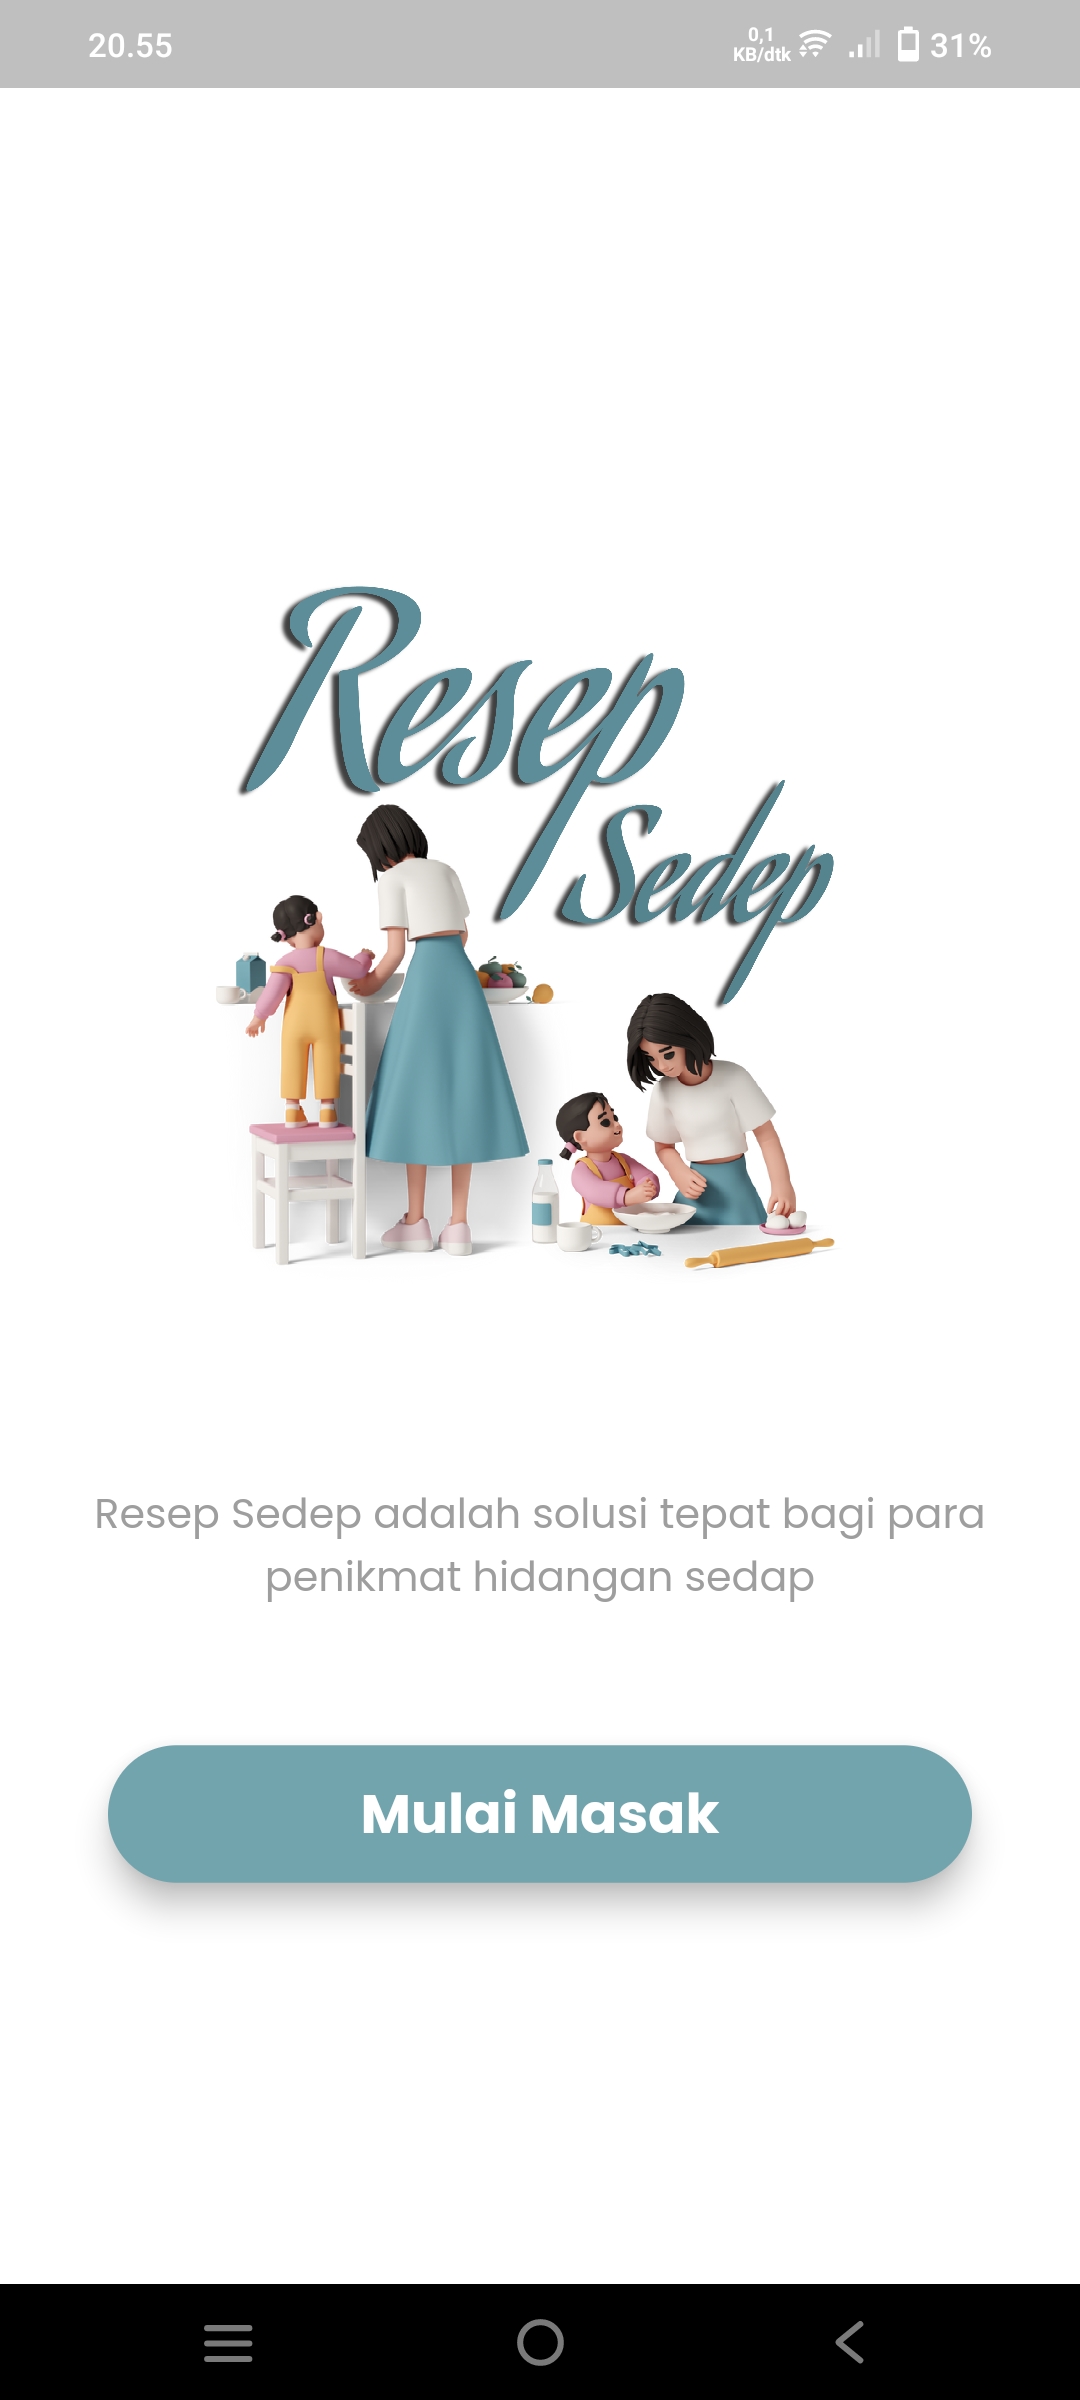 20.55
0,1
KB/dtk
31%
Resep
Sedep
Resep Sedep adalah solusi tepat bagi para
penikmat hidangan sedap
Mulai Masak